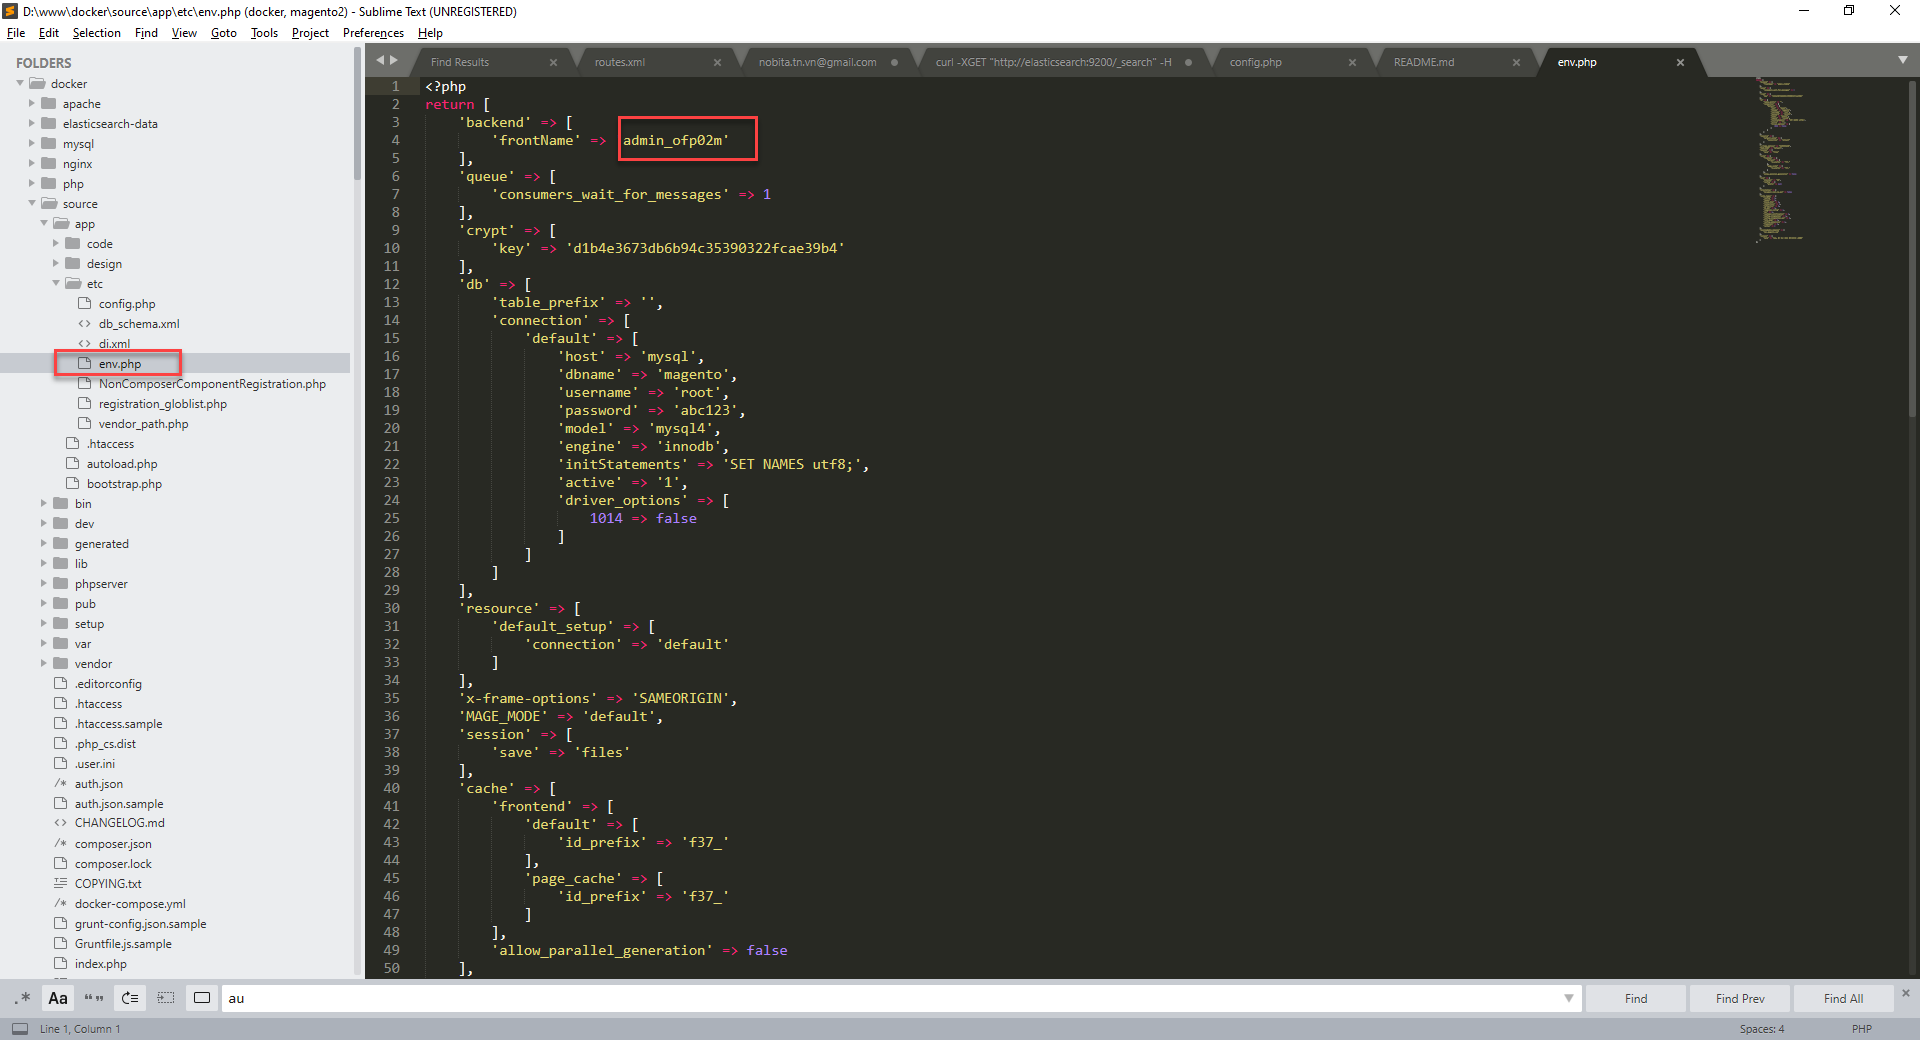 D:\www\docker\source\app\etc\env.php (docker, magento2) - Sublime Text (UNREGISTERED)
File Edit Selection Find View Goto Tools Project Preferences Help
FOLDERS
docker
apache
elasticsearch-data
mysql
nginx
php
source
app
code
design
etc
config.php
<> db_schema.xml
<> di.xml
env.php
NonComposerComponentRegistration.php
registration_globlist.php
vendor_path.php
.htaccess
autoload.php
bootstrap.php
bin
dev
generated
lib
phpserver
pub
setup
var
vendor
.editorconfig
.htaccess
.htaccess.sample
.php_cs.dist
.user.ini
/* auth.json
auth.json.sample
<> CHANGELOG.md
/* composer.json
composer.lock
COPYING.txt
/* docker-compose.yml
grunt-config.json.sample
Gruntfile.js.sample
index.php
Find Results × routes.xml × nobita.tn.vn@gmail.com ● curl -XGET "http://elasticsearch:9200/_search" -H ● config.php × README.md × env.php ×
1 <?php
2 return [
3     'backend' => [
4         'frontName' => admin_ofp02m'
5     ],
6     'queue' => [
7         'consumers_wait_for_messages' => 1
8     ],
9     'crypt' => [
10         'key' => 'd1b4e3673db6b94c35390322fcae39b4'
11     ],
12     'db' => [
13         'table_prefix' => '',
14         'connection' => [
15             'default' => [
16                 'host' => 'mysql',
17                 'dbname' => 'magento',
18                 'username' => 'root',
19                 'password' => 'abc123',
20                 'model' => 'mysql4',
21                 'engine' => 'innodb',
22                 'initStatements' => 'SET NAMES utf8;',
23                 'active' => '1',
24                 'driver_options' => [
25                     1014 => false
26                 ]
27             ]
28         ]
29     ],
30     'resource' => [
31         'default_setup' => [
32             'connection' => 'default'
33         ]
34     ],
35     'x-frame-options' => 'SAMEORIGIN',
36     'MAGE_MODE' => 'default',
37     'session' => [
38         'save' => 'files'
39     ],
40     'cache' => [
41         'frontend' => [
42             'default' => [
43                 'id_prefix' => 'f37_'
44             ],
45             'page_cache' => [
46                 'id_prefix' => 'f37_'
47             ]
48         ],
49         'allow_parallel_generation' => false
50     ],
.* Aa “” au Find Find Prev Find All ×
Line 1, Column 1 Spaces: 4 PHP